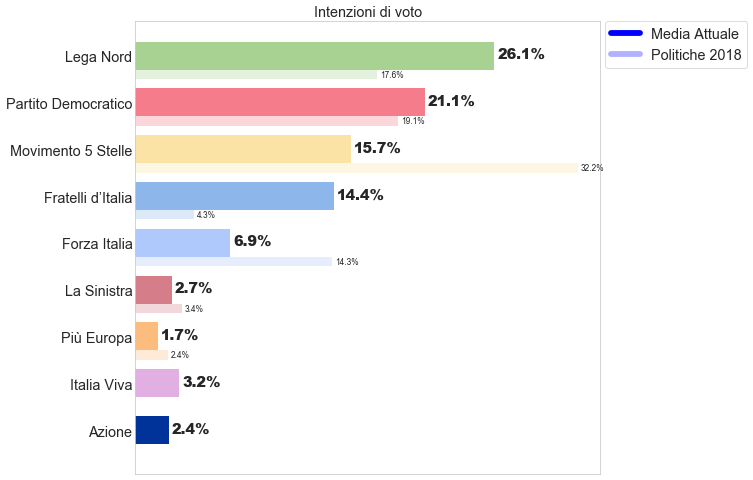 Intenzioni di voto
Media Attuale
Politiche 2018
Lega Nord
26.1%
17.6%
Partito Democratico
21.1%
19.1%
Movimento 5 Stelle
15.7%
32.2%
Fratelli d’Italia
14.4%
4.3%
Forza Italia
6.9%
14.3%
La Sinistra
2.7%
3.4%
Più Europa
1.7%
2.4%
Italia Viva
3.2%
Azione
2.4%